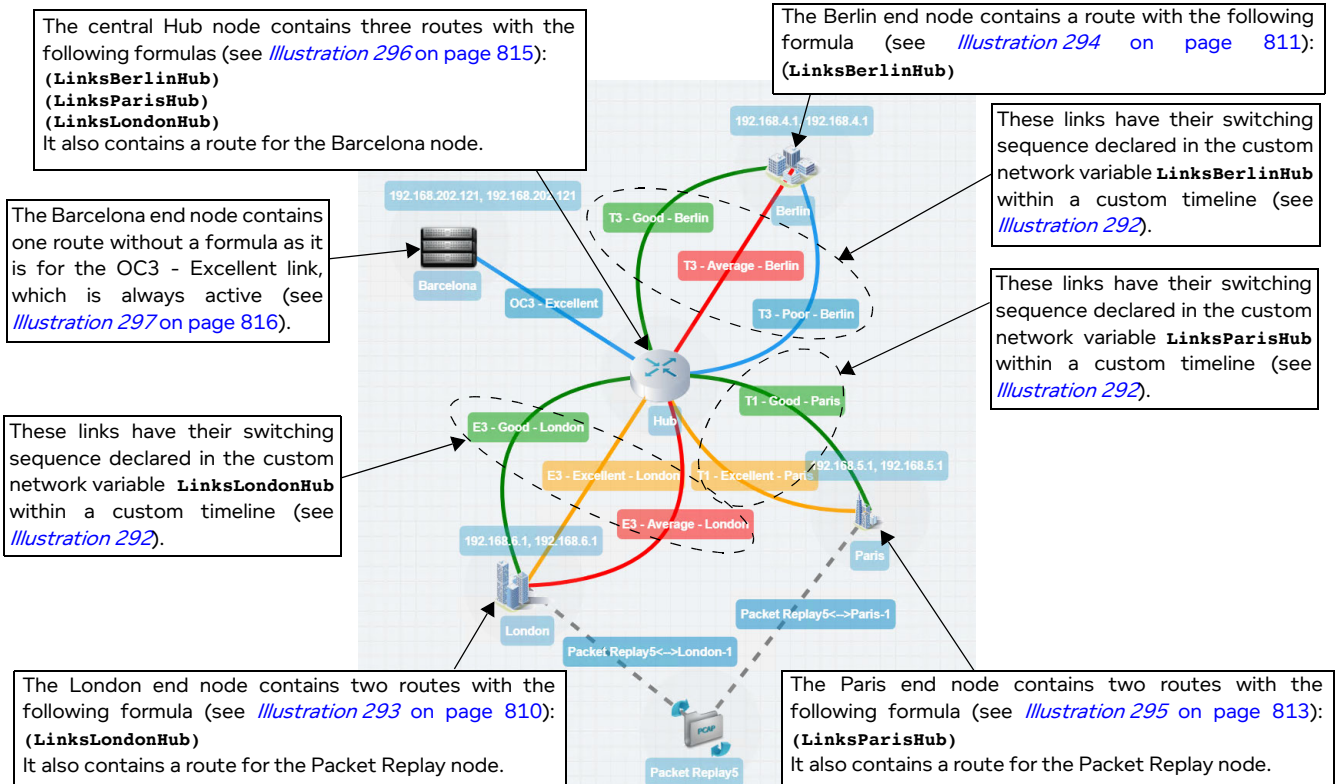 The central Hub node contains three routes with the
following formulas (see Illustration 296 on page 815):
(LinksBerlinHub)
(LinksParisHub)
(LinksLondonHub)
It also contains a route for the Barcelona node.
The Berlin end node contains a route with the following
formula (see Illustration 294 on page 811):
(LinksBerlinHub)
These links have their switching
sequence declared in the custom
network variable LinksBerlinHub
within a custom timeline (see
Illustration 292).
The Barcelona end node contains
one route without a formula as it
is for the OC3 - Excellent link,
which is always active (see
Illustration 297 on page 816).
These links have their switching
sequence declared in the custom
network variable LinksParisHub
within a custom timeline (see
Illustration 292).
These links have their switching
sequence declared in the custom
network variable LinksLondonHub
within a custom timeline (see
Illustration 292).
192.168.4.1, 192.168.4.1
Berlin
192.168.202.121, 192.168.202.121
Barcelona
T3 - Good - Berlin
T3 - Average - Berlin
OC3 - Excellent
T3 - Poor - Berlin
Hub
T1 - Good - Paris
E3 - Good - London
E3 - Excellent - London
T1 - Excellent - Paris
192.168.5.1, 192.168.5.1
E3 - Average - London
192.168.6.1, 192.168.6.1
Paris
London
Packet Replay5<-->Paris-1
Packet Replay5<-->London-1
PCAP
Packet Replay5
The London end node contains two routes with the
following formula (see Illustration 293 on page 810):
(LinksLondonHub)
It also contains a route for the Packet Replay node.
The Paris end node contains two routes with the
following formula (see Illustration 295 on page 813):
(LinksParisHub)
It also contains a route for the Packet Replay node.